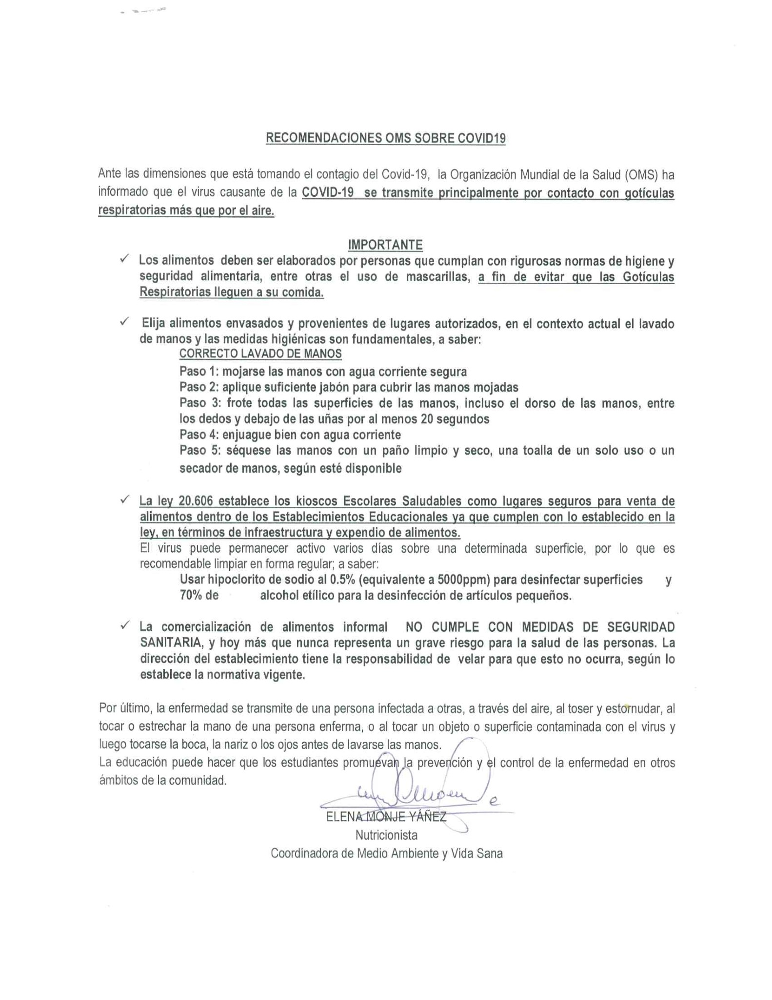 RECOMENDACIONES OMS SOBRE COVID19
Ante las dimensiones que está tomando el contagio del Covid-19, la Organización Mundial de la Salud (OMS) ha
informado que el virus causante de la COVID-19 se transmite principalmente por contacto con gotículas
respiratorias más que por el aire.
IMPORTANTE
✓ Los alimentos deben ser elaborados por personas que cumplan con rigurosas normas de higiene y
seguridad alimentaria, entre otras el uso de mascarillas, a fin de evitar que las Gotículas
Respiratorias lleguen a su comida.
✓ Elija alimentos envasados y provenientes de lugares autorizados, en el contexto actual el lavado
de manos y las medidas higiénicas son fundamentales, a saber:
CORRECTO LAVADO DE MANOS
Paso 1: mojarse las manos con agua corriente segura
Paso 2: aplique suficiente jabón para cubrir las manos mojadas
Paso 3: frote todas las superficies de las manos, incluso el dorso de las manos, entre
los dedos y debajo de las uñas por al menos 20 segundos
Paso 4: enjuague bien con agua corriente
Paso 5: séquese las manos con un paño limpio y seco, una toalla de un solo uso o un
secador de manos, según esté disponible
✓ La ley 20.606 establece los kioscos Escolares Saludables como lugares seguros para venta de
alimentos dentro de los Establecimientos Educacionales ya que cumplen con lo establecido en la
ley, en términos de infraestructura y expendio de alimentos.
El virus puede permanecer activo varios días sobre una determinada superficie, por lo que es
recomendable limpiar en forma regular; a saber:
Usar hipoclorito de sodio al 0.5% (equivalente a 5000ppm) para desinfectar superficies y
70% de alcohol etílico para la desinfección de artículos pequeños.
✓ La comercialización de alimentos informal NO CUMPLE CON MEDIDAS DE SEGURIDAD
SANITARIA, y hoy más que nunca representa un grave riesgo para la salud de las personas. La
dirección del establecimiento tiene la responsabilidad de velar para que esto no ocurra, según lo
establece la normativa vigente.
Por último, la enfermedad se transmite de una persona infectada a otras, a través del aire, al toser y estornudar, al
tocar o estrechar la mano de una persona enferma, o al tocar un objeto o superficie contaminada con el virus y
luego tocarse la boca, la nariz o los ojos antes de lavarse las manos.
La educación puede hacer que los estudiantes promuevan la prevención y el control de la enfermedad en otros
ámbitos de la comunidad.
ELENA MONJE YÁÑEZ
Nutricionista
Coordinadora de Medio Ambiente y Vida Sana